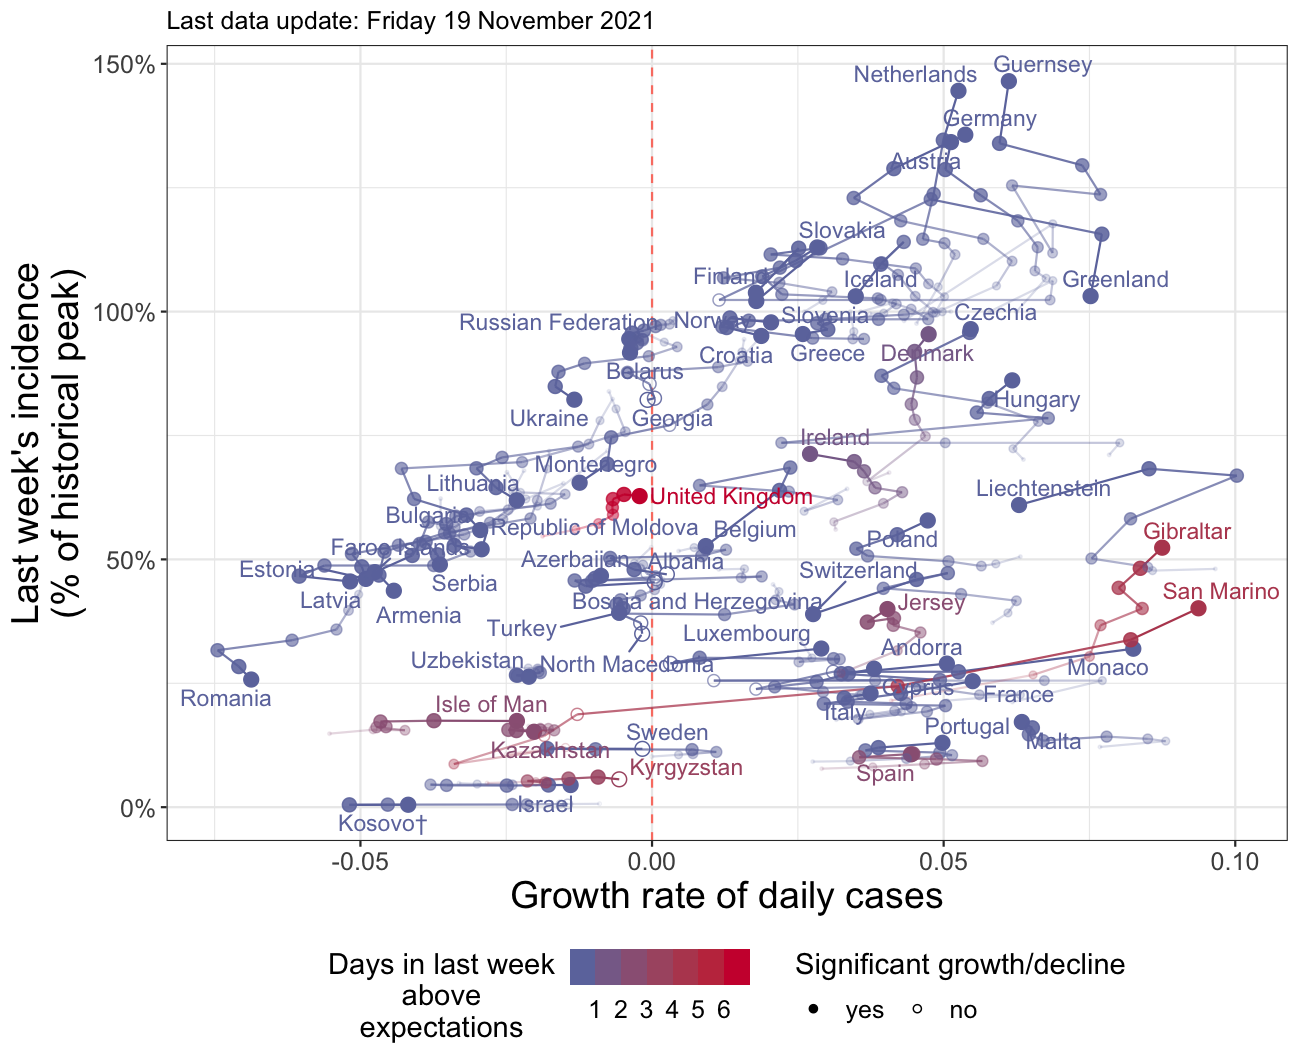 Last data update: Friday 19 November 2021
150%
100%
50%
0%
Last week's incidence
(% of historical peak)
Netherlands
Guernsey
Germany
Austria
Slovakia
Finland
Iceland
Greenland
Russian Federation
Norway
Slovenia
Czechia
Croatia
Greece
Denmark
Belarus
Ukraine
Georgia
Hungary
Ireland
Montenegro
Lithuania
United Kingdom
Liechtenstein
Bulgaria
Republic of Moldova
Belgium
Gibraltar
Faroe Islands
Poland
Azerbaijan
Albania
Estonia
Serbia
Switzerland
San Marino
Latvia
Bosnia and Herzegovina
Jersey
Armenia
Turkey
Luxembourg
Uzbekistan
North Macedonia
Andorra
Monaco
Romania
Cyprus
France
Isle of Man
Italy
Sweden
Portugal
Malta
Kazakhstan
Kyrgyzstan
Spain
Israel
Kosovo†
-0.05
0.00
0.05
0.10
Growth rate of daily cases
Days in last week
above
expectations
1 2 3 4 5 6
Significant growth/decline
yes
no